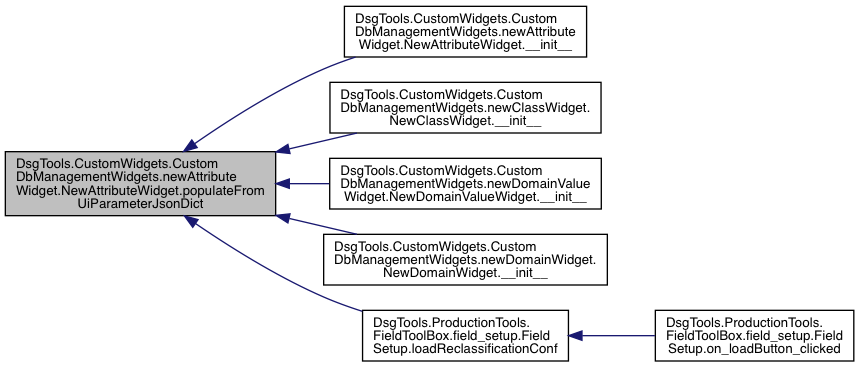 DsgTools.CustomWidgets.Custom
DbManagementWidgets.newAttribute
Widget.NewAttributeWidget.__init__
DsgTools.CustomWidgets.Custom
DbManagementWidgets.newClassWidget.
NewClassWidget.__init__
DsgTools.CustomWidgets.Custom
DbManagementWidgets.newAttribute
Widget.NewAttributeWidget.populateFrom
UiParameterJsonDict
DsgTools.CustomWidgets.Custom
DbManagementWidgets.newDomainValue
Widget.NewDomainValueWidget.__init__
DsgTools.CustomWidgets.Custom
DbManagementWidgets.newDomainWidget.
NewDomainWidget.__init__
DsgTools.ProductionTools.
FieldToolBox.field_setup.Field
Setup.loadReclassificationConf
DsgTools.ProductionTools.
FieldToolBox.field_setup.Field
Setup.on_loadButton_clicked